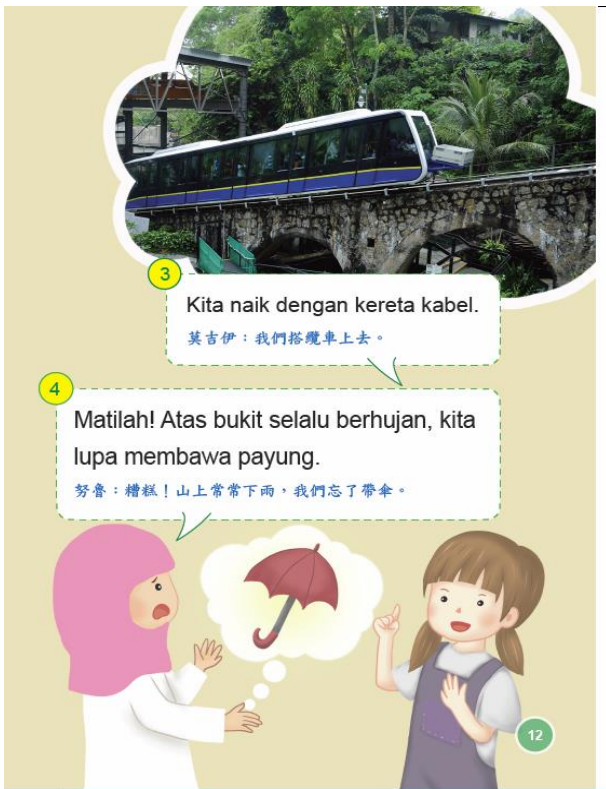 3
Kita naik dengan kereta kabel.
莫吉伊：我們搭纜車上去。
4
Matilah! Atas bukit selalu berhujan, kita
lupa membawa payung.
努魯：糟糕！山上常常下雨，我們忘了帶傘。
12